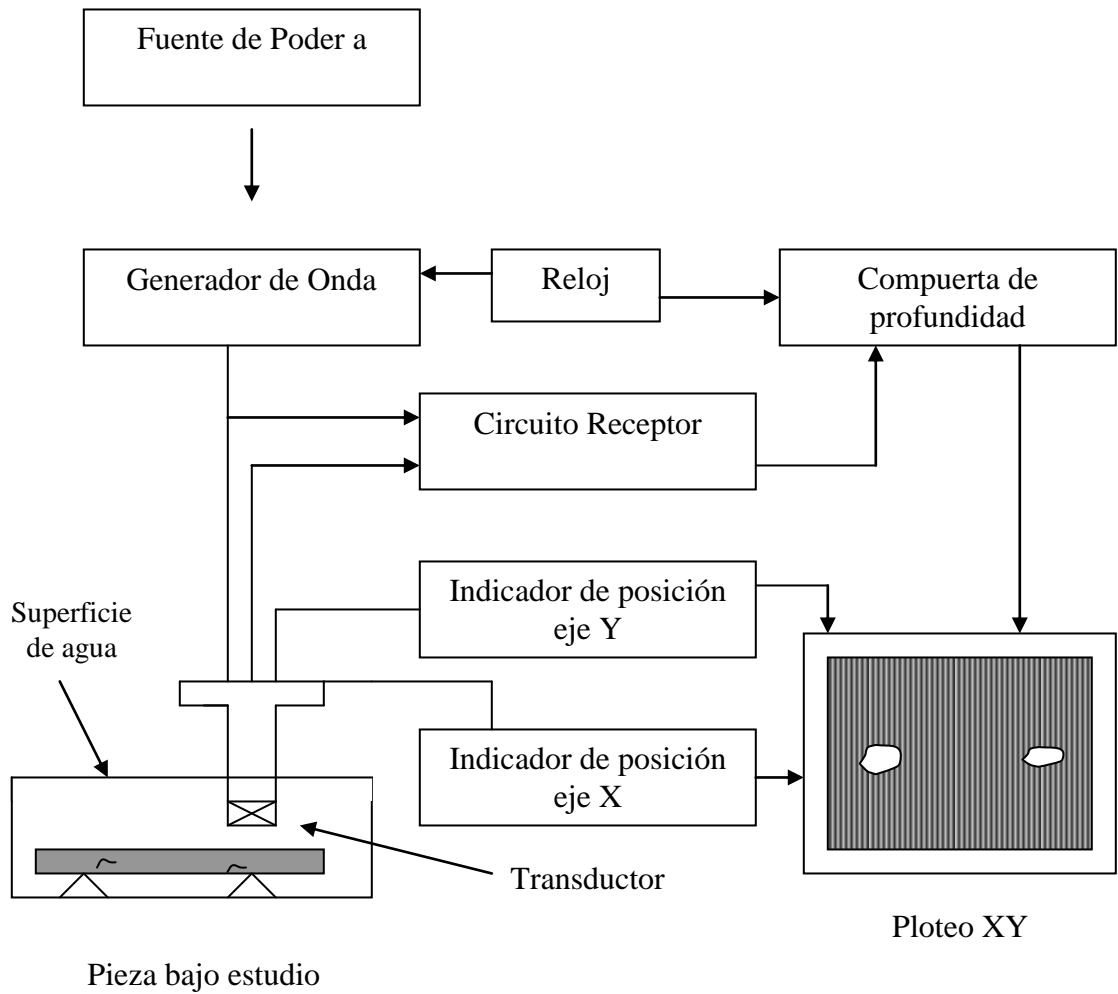 Fuente de Poder a
Generador de Onda
Reloj
Compuerta de
profundidad
Circuito Receptor
Indicador de posición
eje Y
Superficie
de agua
Indicador de posición
eje X
Transductor
Ploteo XY
Pieza bajo estudio